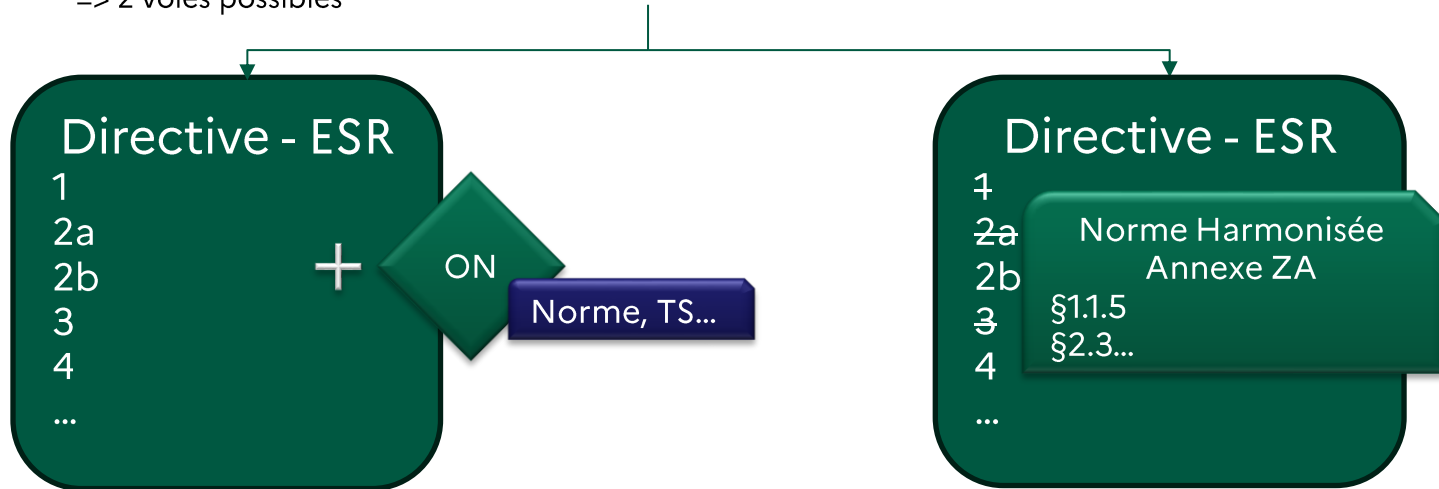 => 2 voies possibles
Directive - ESR
1
2a
2b
3
4
...
+
ON
Norme, TS...
Directive - ESR
1
2a
2b
3
4
...
Norme Harmonisée
Annexe ZA
§1.1.5
§2.3...